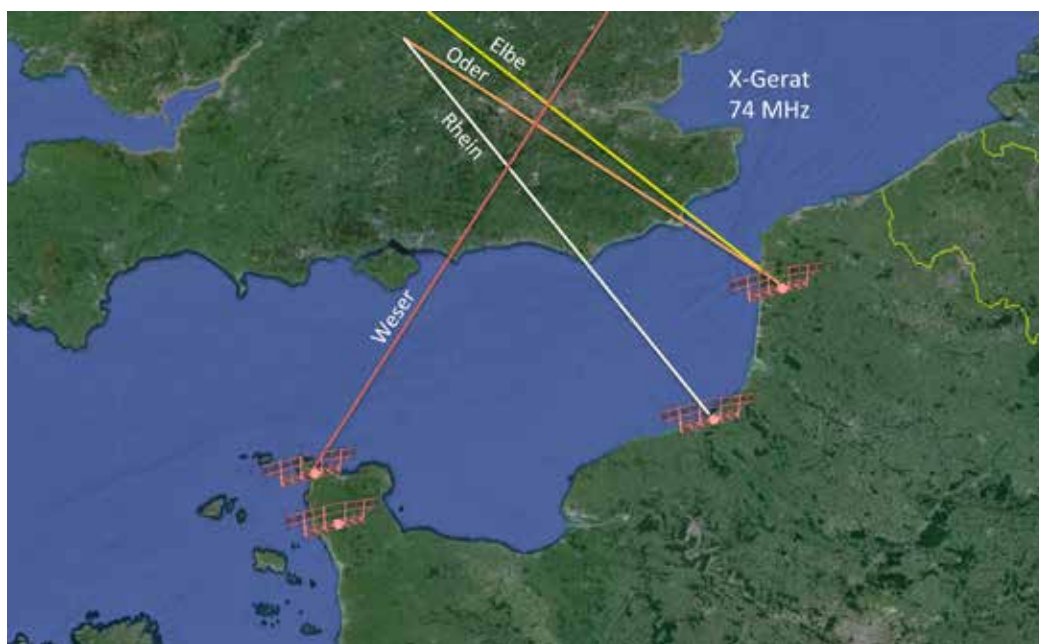 Elbe
Oder
Rhein
Weser
X-Gerat
74 MHz